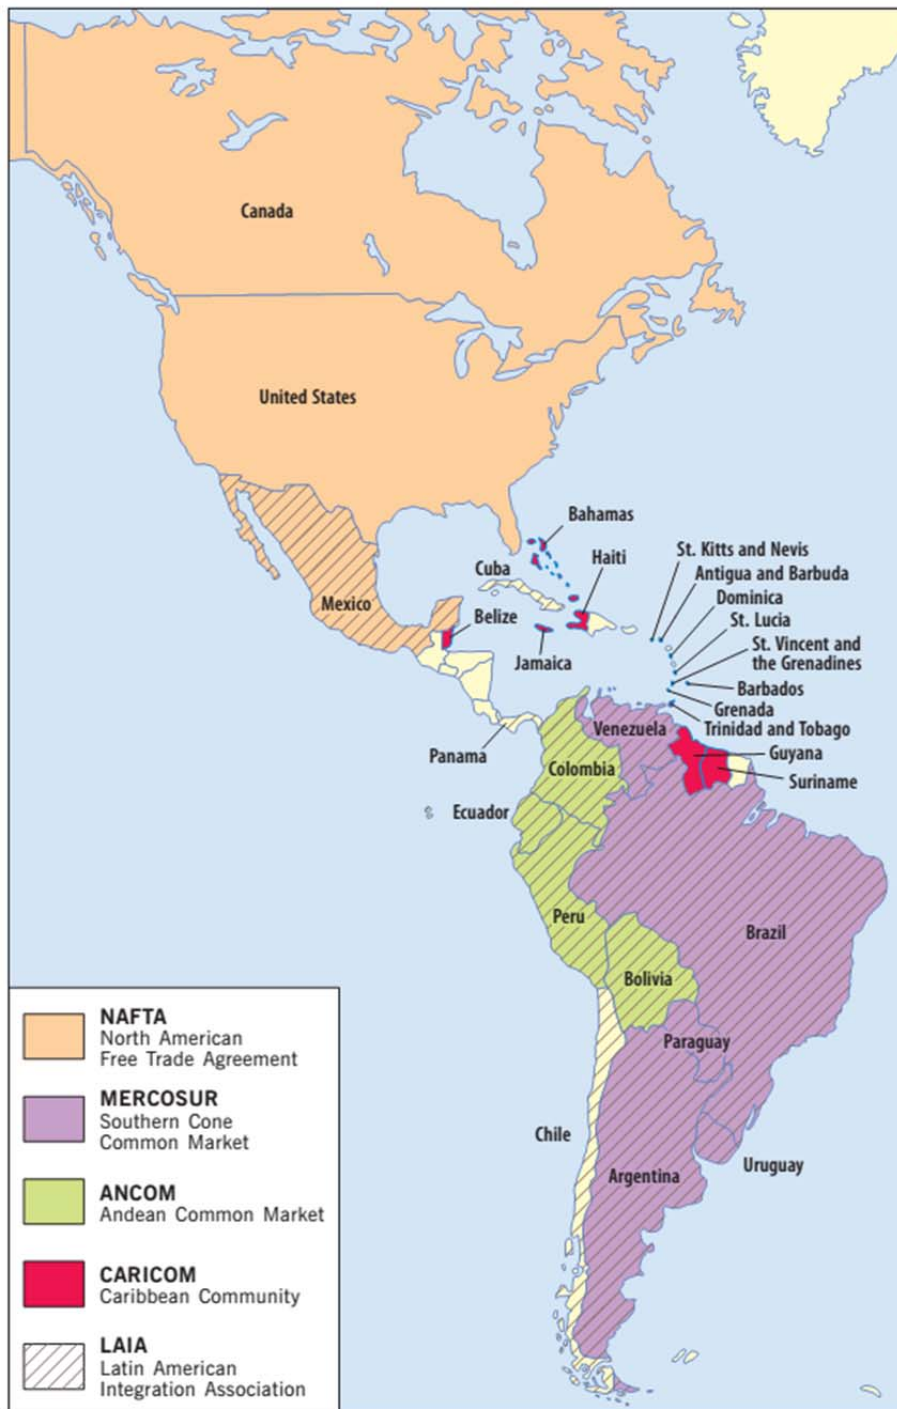 Canada
United States
Bahamas
St. Kitts and Nevis
Haiti
Cuba
Antigua and Barbuda
Dominica
Mexico
Belize
St. Lucia
St. Vincent and
the Grenadines
Jamaica
Barbados
Grenada
Venezuela
Trinidad and Tobago
Panama
Guyana
Colombia
Suriname
Ecuador
Peru
Brazil
Bolivia
Paraguay
Chile
Uruguay
Argentina
NAFTA
North American
Free Trade Agreement
MERCOSUR
Southern Cone
Common Market
ANCOM
Andean Common Market
CARICOM
Caribbean Community
LAIA
Latin American
Integration Association